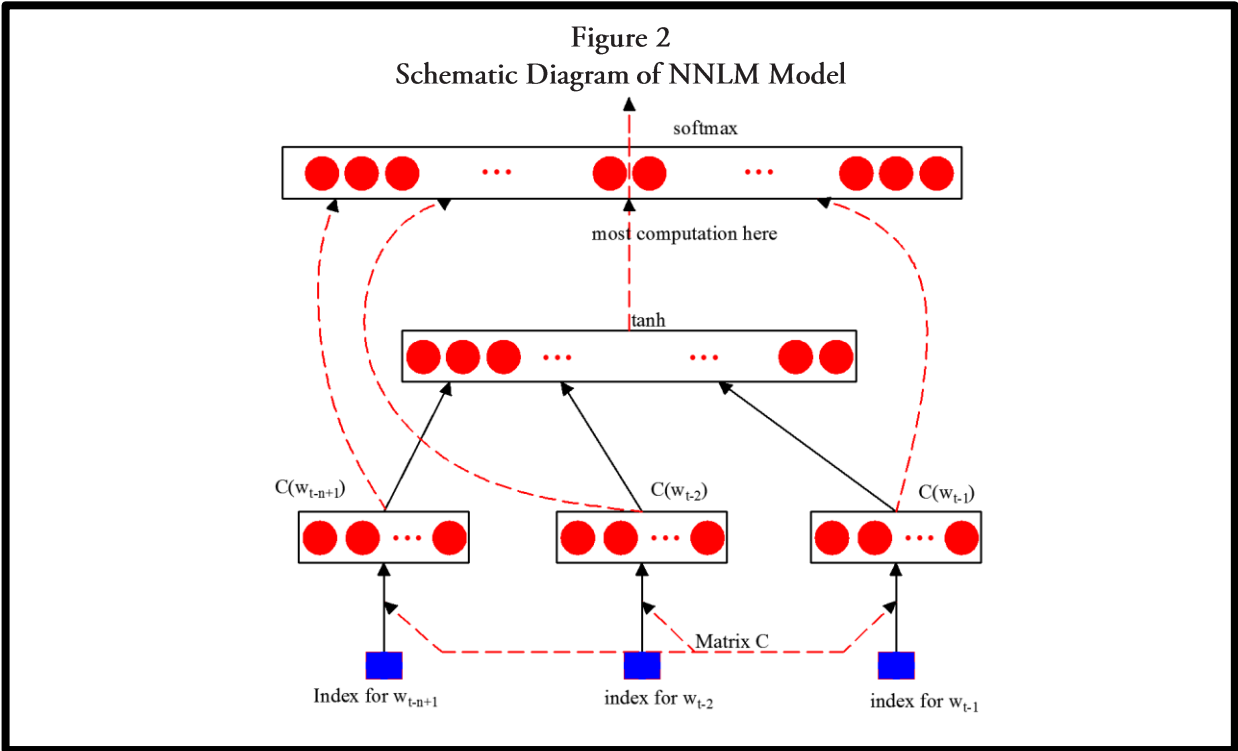 Figure 2
Schematic Diagram of NNLM Model
softmax
most computation here
tanh
C(wt-n+1)
C(wt-2)
C(wt-1)
Matrix C
Index for wt-n+1
index for wt-2
index for wt-1